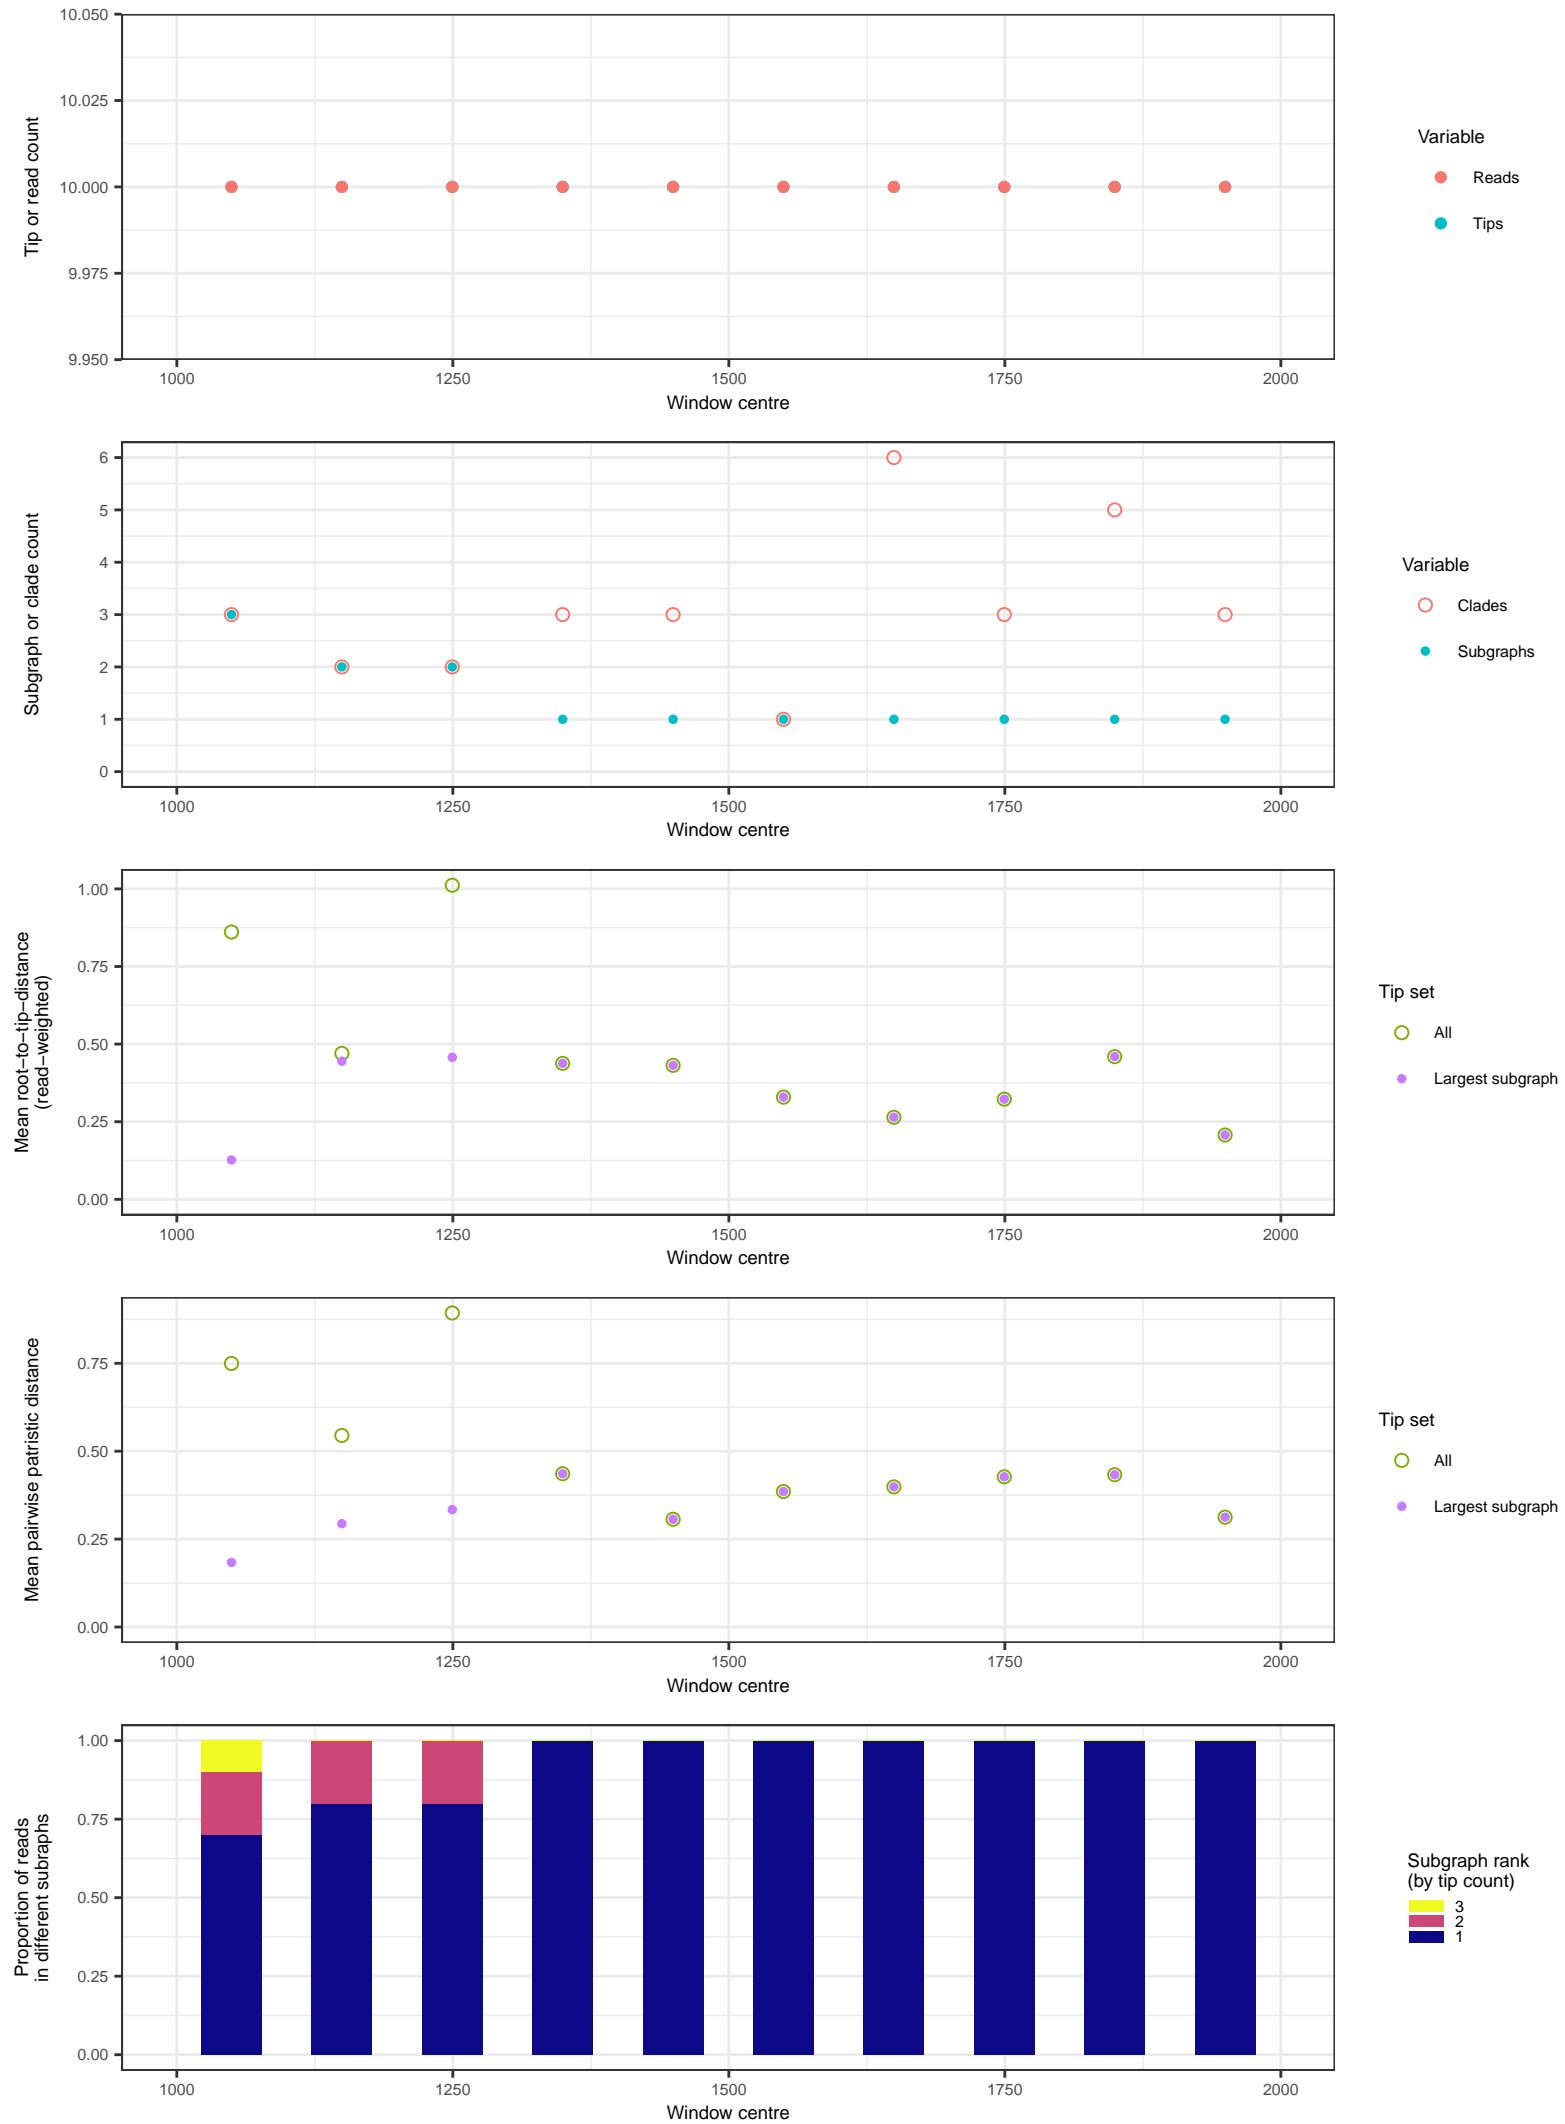 10.050
10.025
10.000
9.975
9.950
Tip or read count
1000 1250 1500 1750 2000
Window centre
Variable
Reads
Tips
6
5
4
3
2
1
0
Subgraph or clade count
1000 1250 1500 1750 2000
Window centre
Variable
Clades
Subgraphs
1.00
0.75
0.50
0.25
0.00
Mean root−to−tip−distance
(read−weighted)
1000 1250 1500 1750 2000
Window centre
Tip set
All
Largest subgraph
0.75
0.50
0.25
0.00
Mean pairwise patristic distance
1000 1250 1500 1750 2000
Window centre
Tip set
All
Largest subgraph
1.00
0.75
0.50
0.25
0.00
Proportion of reads
in different subraphs
1000 1250 1500 1750 2000
Window centre
Subgraph rank
(by tip count)
3
2
1